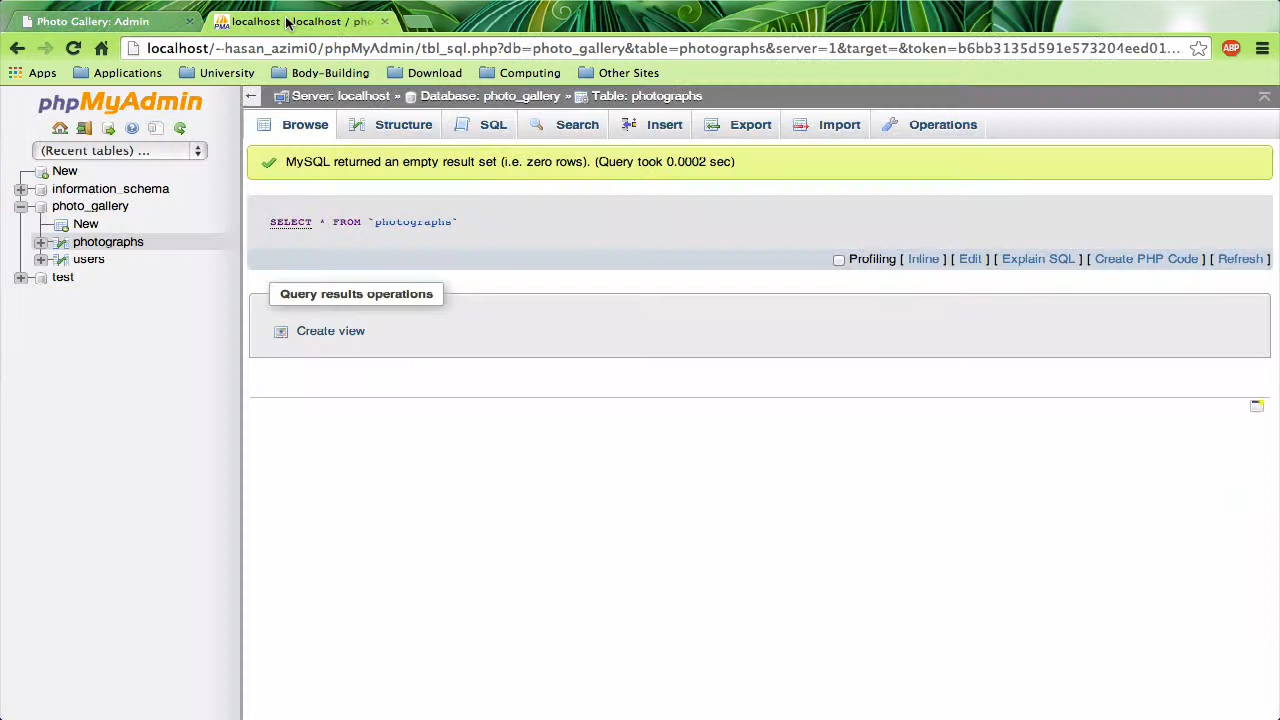 Photo Gallery: Admin
PMA localhost / localhost / pho
localhost/~hasan_azimi0/phpMyAdmin/tbl_sql.php?db=photo_gallery&table=photographs&server=1&target=&token=b6bb3135d591e573204eed01... ABP
Apps Applications University Body-Building Download Computing Other Sites
phpMyAdmin
Server: localhost » Database: photo_gallery » Table: photographs
Browse Structure SQL Search Insert Export Import Operations
(Recent tables) ...
MySQL returned an empty result set (i.e. zero rows). (Query took 0.0002 sec)
New
information_schema
photo_gallery
New
photographs
users
test
SELECT * FROM `photographs`
Profiling [ Inline ] [ Edit ] [ Explain SQL ] [ Create PHP Code ] [ Refresh ]
Query results operations
Create view